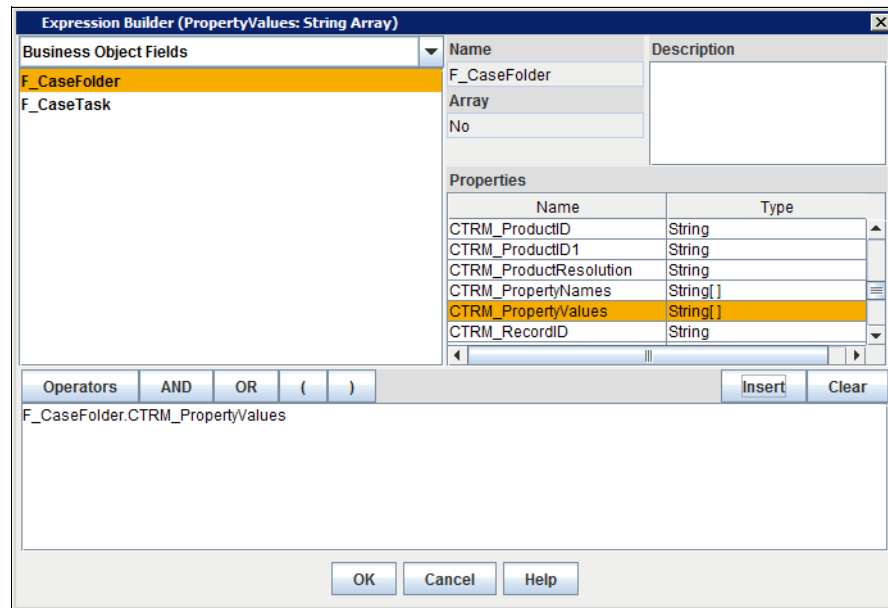 Expression Builder (PropertyValues: String Array)
Business Object Fields
F_CaseFolder
F_CaseTask
Name
Description
F_CaseFolder
Array
No
Properties
Name Type
CTRM_ProductID String
CTRM_ProductID1 String
CTRM_ProductResolution String
CTRM_PropertyNames String[]
CTRM_PropertyValues String[]
CTRM_RecordID String
Operators AND OR ( ) Insert Clear
F_CaseFolder.CTRM_PropertyValues
OK Cancel Help